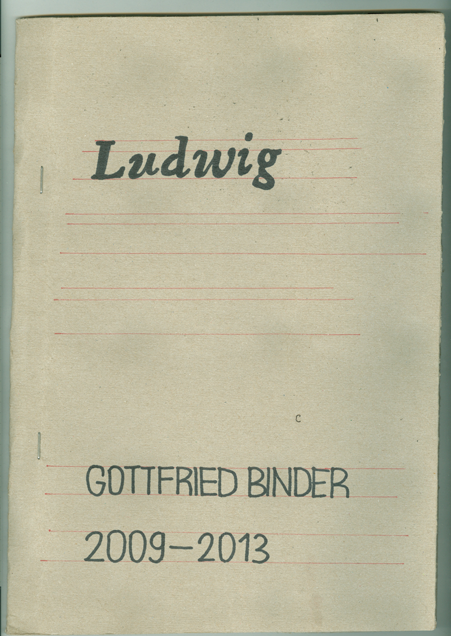 Ludwig
c
GOTTFRIED BINDER
2009–2013